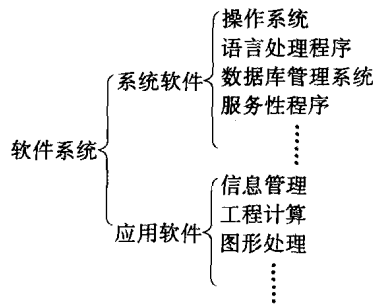 软件系统
系统软件
操作系统
语言处理程序
数据库管理系统
服务性程序
……
应用软件
信息管理
工程计算
图形处理
……